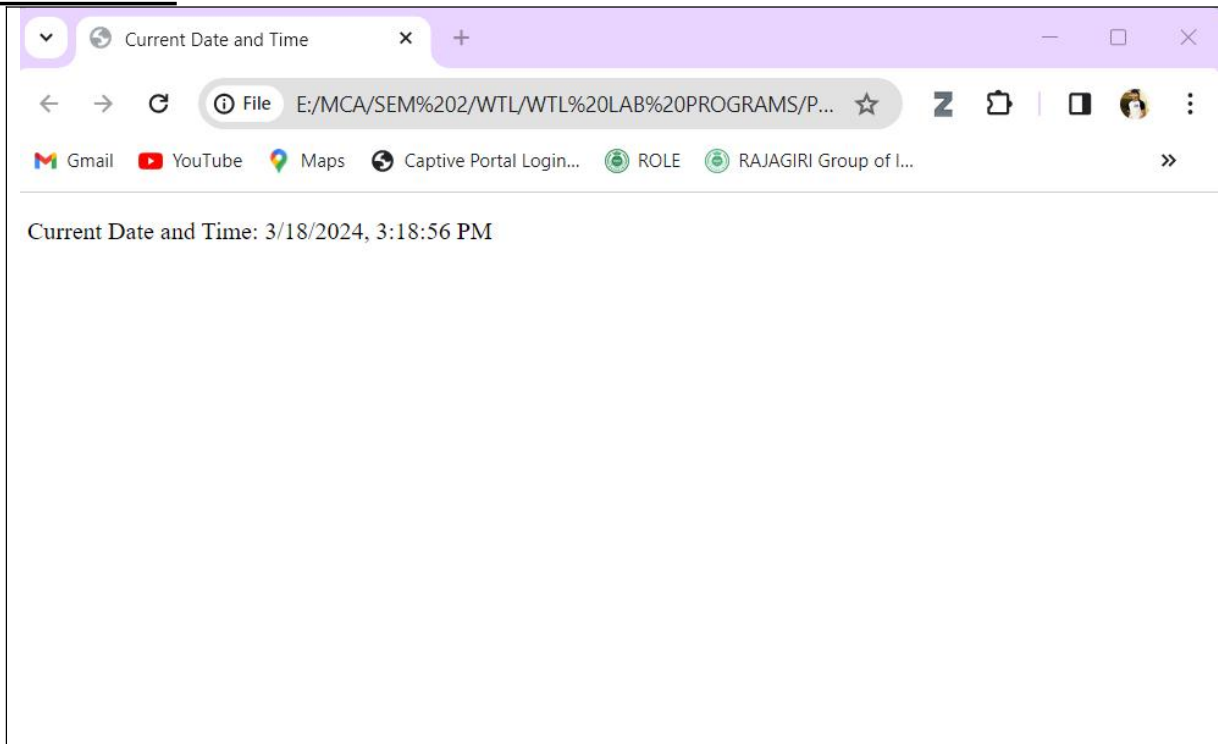 Current Date and Time
File E:/MCA/SEM%202/WTL/WTL%20LAB%20PROGRAMS/P...
Gmail YouTube Maps Captive Portal Login... ROLE RAJAGIRI Group of I...
Current Date and Time: 3/18/2024, 3:18:56 PM